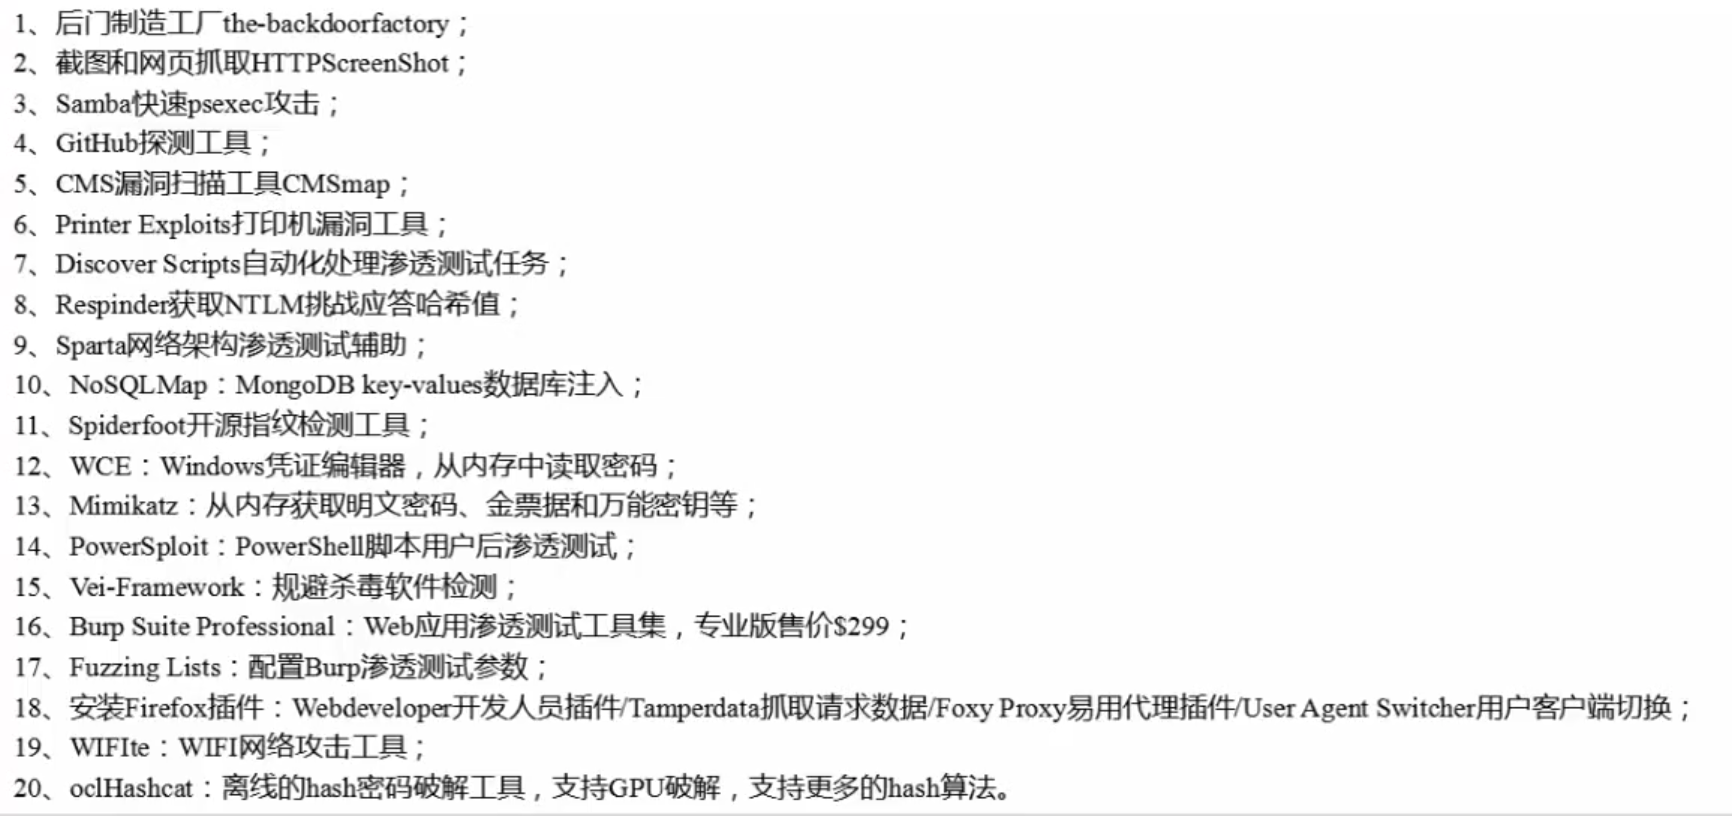 1、后门制造工厂the-backdoorfactory；
2、截图和网页抓取HTTPScreenShot；
3、Samba快速psexec攻击；
4、GitHub探测工具；
5、CMS漏洞扫描工具CMSmap；
6、Printer Exploits打印机漏洞工具；
7、Discover Scripts自动化处理渗透测试任务；
8、Respinder获取NTLM挑战应答哈希值；
9、Sparta网络架构渗透测试辅助；
10、NoSQLMap：MongoDB key-values数据库注入；
11、Spiderfoot开源指纹检测工具；
12、WCE：Windows凭证编辑器，从内存中读取密码；
13、Mimikatz：从内存获取明文密码、金票据和万能密钥等；
14、PowerSploit：PowerShell脚本用户后渗透测试；
15、Vei-Framework：规避杀毒软件检测；
16、Burp Suite Professional：Web应用渗透测试工具集，专业版售价$299；
17、Fuzzing Lists：配置Burp渗透测试参数；
18、安装Firefox插件：Webdeveloper开发人员插件/Tamperdata抓取请求数据/Foxy Proxy易用代理插件/User Agent Switcher用户客户端切换；
19、WIFIte：WIFI网络攻击工具；
20、oclHashcat：离线的hash密码破解工具，支持GPU破解，支持更多的hash算法。